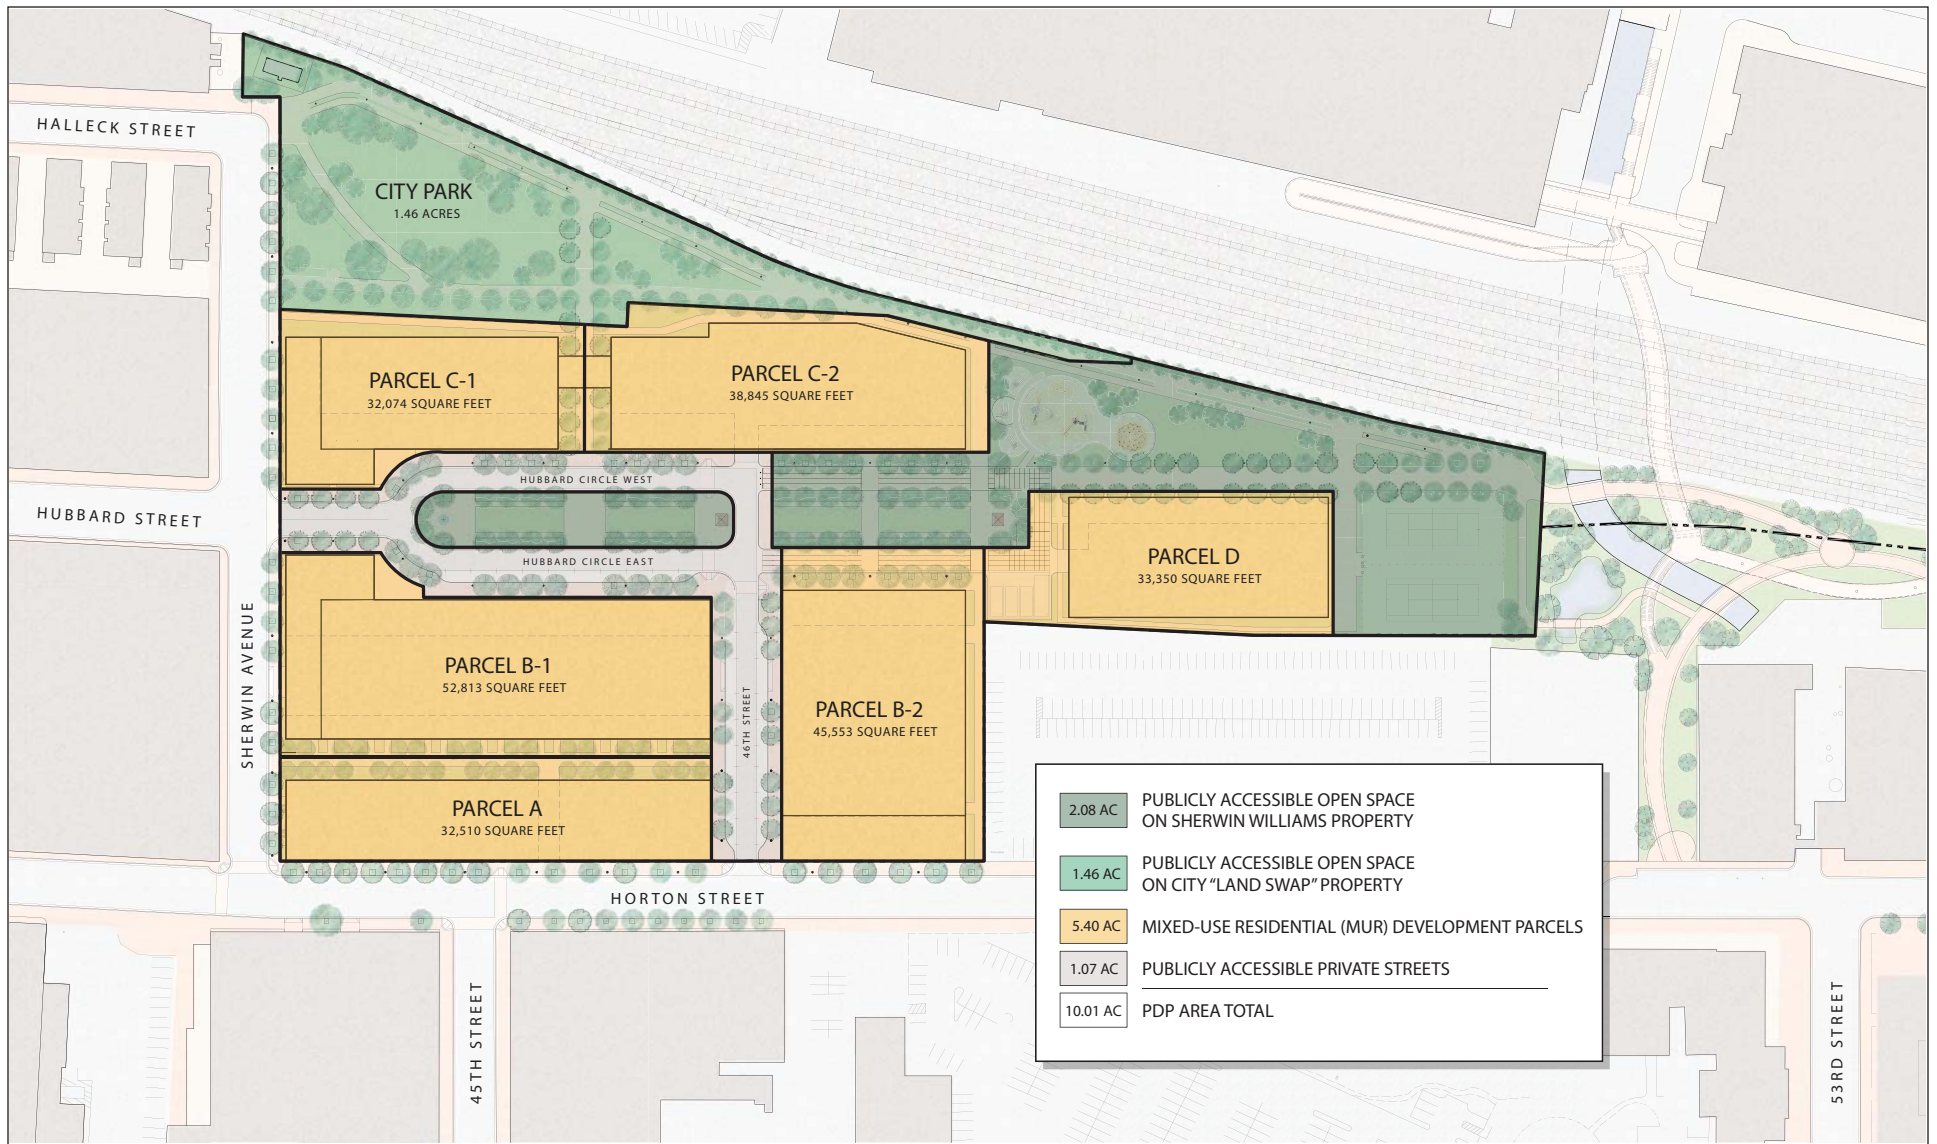 HALLECK STREET
CITY PARK
1.46 ACRES
PARCEL C-1
32,074 SQUARE FEET
PARCEL C-2
38,845 SQUARE FEET
HUBBARD CIRCLE WEST
HUBBARD STREET
HUBBARD CIRCLE EAST
PARCEL D
33,350 SQUARE FEET
SHERWIN AVENUE
PARCEL B-1
52,813 SQUARE FEET
46TH STREET
PARCEL B-2
45,553 SQUARE FEET
PARCEL A
32,510 SQUARE FEET
HORTON STREET
45TH STREET
53RD STREET
2.08 AC PUBLICLY ACCESSIBLE OPEN SPACE
ON SHERWIN WILLIAMS PROPERTY
1.46 AC PUBLICLY ACCESSIBLE OPEN SPACE
ON CITY “LAND SWAP” PROPERTY
5.40 AC MIXED-USE RESIDENTIAL (MUR) DEVELOPMENT PARCELS
1.07 AC PUBLICLY ACCESSIBLE PRIVATE STREETS
10.01 AC PDP AREA TOTAL